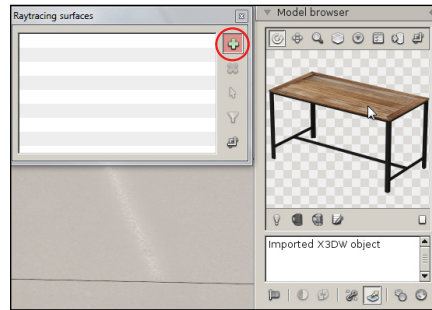 Raytracing surfaces
Model browser
Imported X3DW object